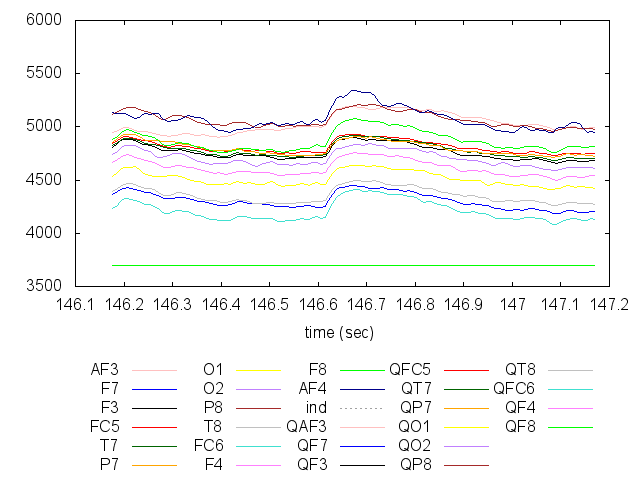 6000
5500
5000
4500
4000
3500
146.1 146.2 146.3 146.4 146.5 146.6 146.7 146.8 146.9 147 147.1 147.2
time (sec)
AF3 O1 F8 QFC5 QT8
F7 O2 AF4 QT7 QFC6
F3 P8 ind QP7 QF4
FC5 T8 QAF3 QO1 QF8
T7 FC6 QF7 QO2
P7 F4 QF3 QP8